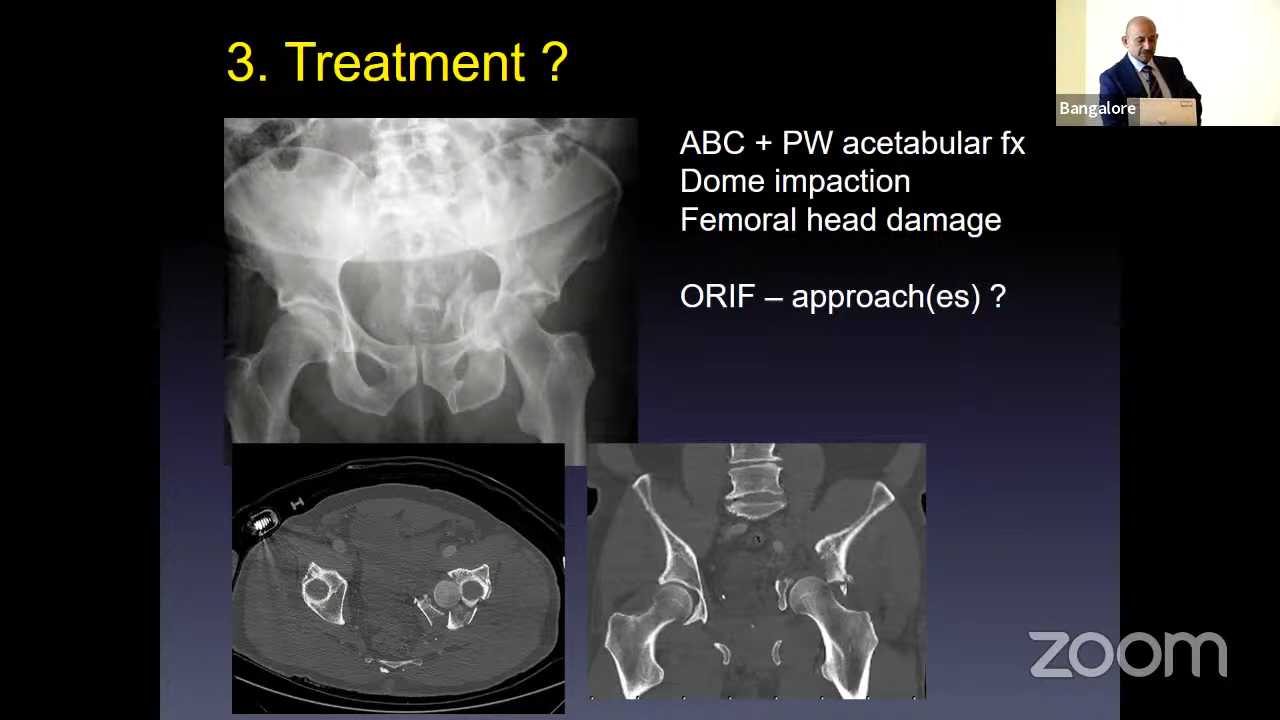 3. Treatment ?
Bangalore
ABC + PW acetabular fx
Dome impaction
Femoral head damage
ORIF – approach(es) ?
H
zoom